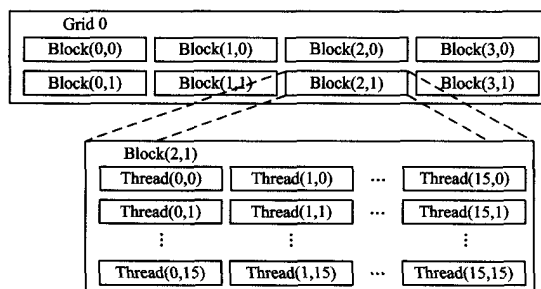 Grid 0
Block(0,0) Block(1,0) Block(2,0) Block(3,0)
Block(0,1) Block(1,1) Block(2,1) Block(3,1)
Block(2,1)
Thread(0,0) Thread(1,0) ... Thread(15,0)
Thread(0,1) Thread(1,1) ... Thread(15,1)
⋮ ⋮ ⋮
Thread(0,15) Thread(1,15) ... Thread(15,15)